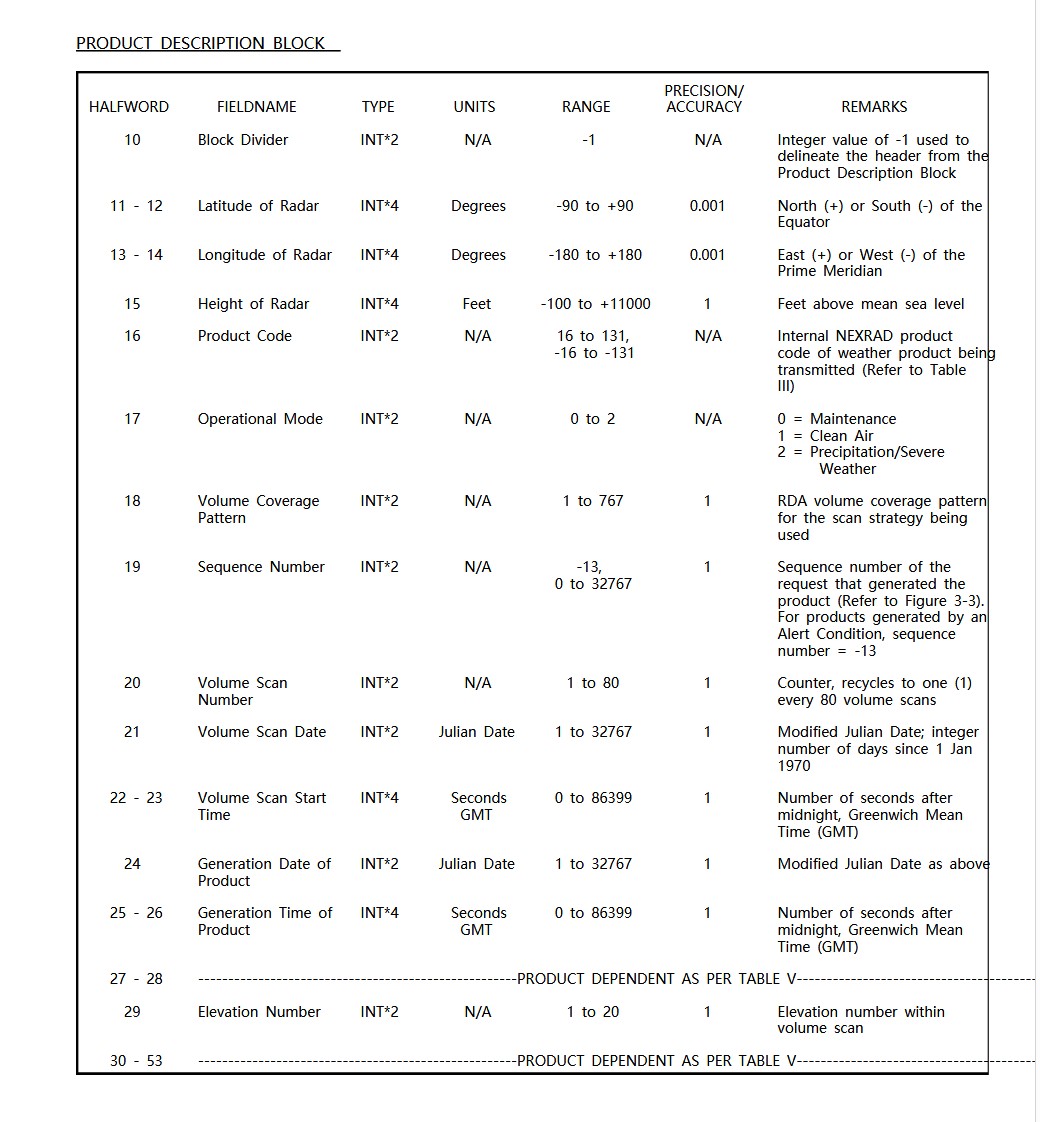 PRODUCT DESCRIPTION BLOCK
PRECISION/
HALFWORD FIELDNAME TYPE UNITS RANGE ACCURACY REMARKS
10 Block Divider INT*2 N/A -1 N/A Integer value of -1 used to
delineate the header from the
Product Description Block
11 - 12 Latitude of Radar INT*4 Degrees -90 to +90 0.001 North (+) or South (-) of the
Equator
13 - 14 Longitude of Radar INT*4 Degrees -180 to +180 0.001 East (+) or West (-) of the
Prime Meridian
15 Height of Radar INT*4 Feet -100 to +11000 1 Feet above mean sea level
16 Product Code INT*2 N/A 16 to 131, N/A Internal NEXRAD product
-16 to -131 code of weather product being
transmitted (Refer to Table
III)
17 Operational Mode INT*2 N/A 0 to 2 N/A 0 = Maintenance
1 = Clean Air
2 = Precipitation/Severe
Weather
18 Volume Coverage INT*2 N/A 1 to 767 1 RDA volume coverage pattern
Pattern for the scan strategy being
used
19 Sequence Number INT*2 N/A -13, 1 Sequence number of the
0 to 32767 request that generated the
product (Refer to Figure 3-3).
For products generated by an
Alert Condition, sequence
number = -13
20 Volume Scan INT*2 N/A 1 to 80 1 Counter, recycles to one (1)
Number every 80 volume scans
21 Volume Scan Date INT*2 Julian Date 1 to 32767 1 Modified Julian Date; integer
number of days since 1 Jan
1970
22 - 23 Volume Scan Start INT*4 Seconds 0 to 86399 1 Number of seconds after
Time GMT midnight, Greenwich Mean
Time (GMT)
24 Generation Date of INT*2 Julian Date 1 to 32767 1 Modified Julian Date as above
Product
25 - 26 Generation Time of INT*4 Seconds 0 to 86399 1 Number of seconds after
Product GMT midnight, Greenwich Mean
Time (GMT)
27 - 28 -----------------------------------------------------PRODUCT DEPENDENT AS PER TABLE V----------------------------------------
29 Elevation Number INT*2 N/A 1 to 20 1 Elevation number within
volume scan
30 - 53 -----------------------------------------------------PRODUCT DEPENDENT AS PER TABLE V----------------------------------------